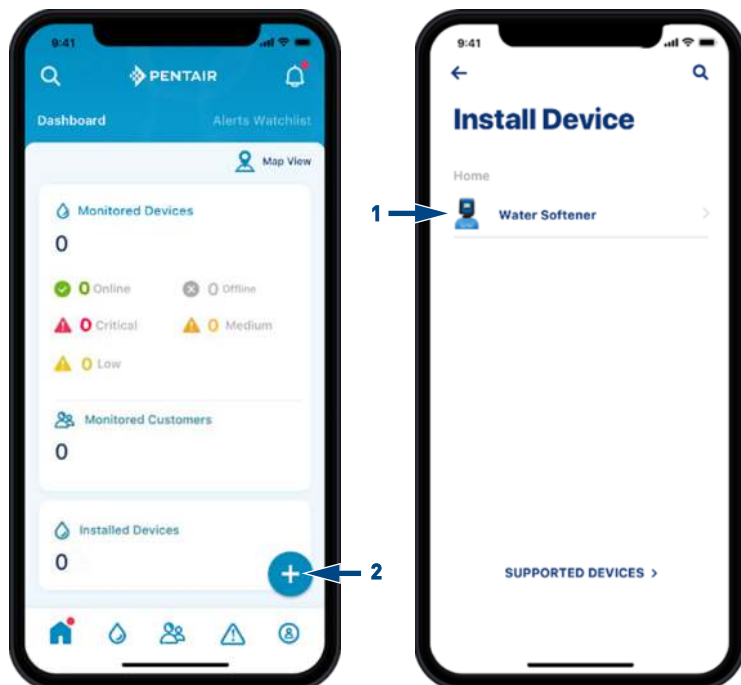 9:41
PENTAIR
Dashboard Alerts Watchlist
Map View
Monitored Devices
0
0 Online 0 Offline
0 Critical 0 Medium
0 Low
Monitored Customers
0
Installed Devices
0
+
2
9:41
Install Device
Home
1
Water Softener
SUPPORTED DEVICES >